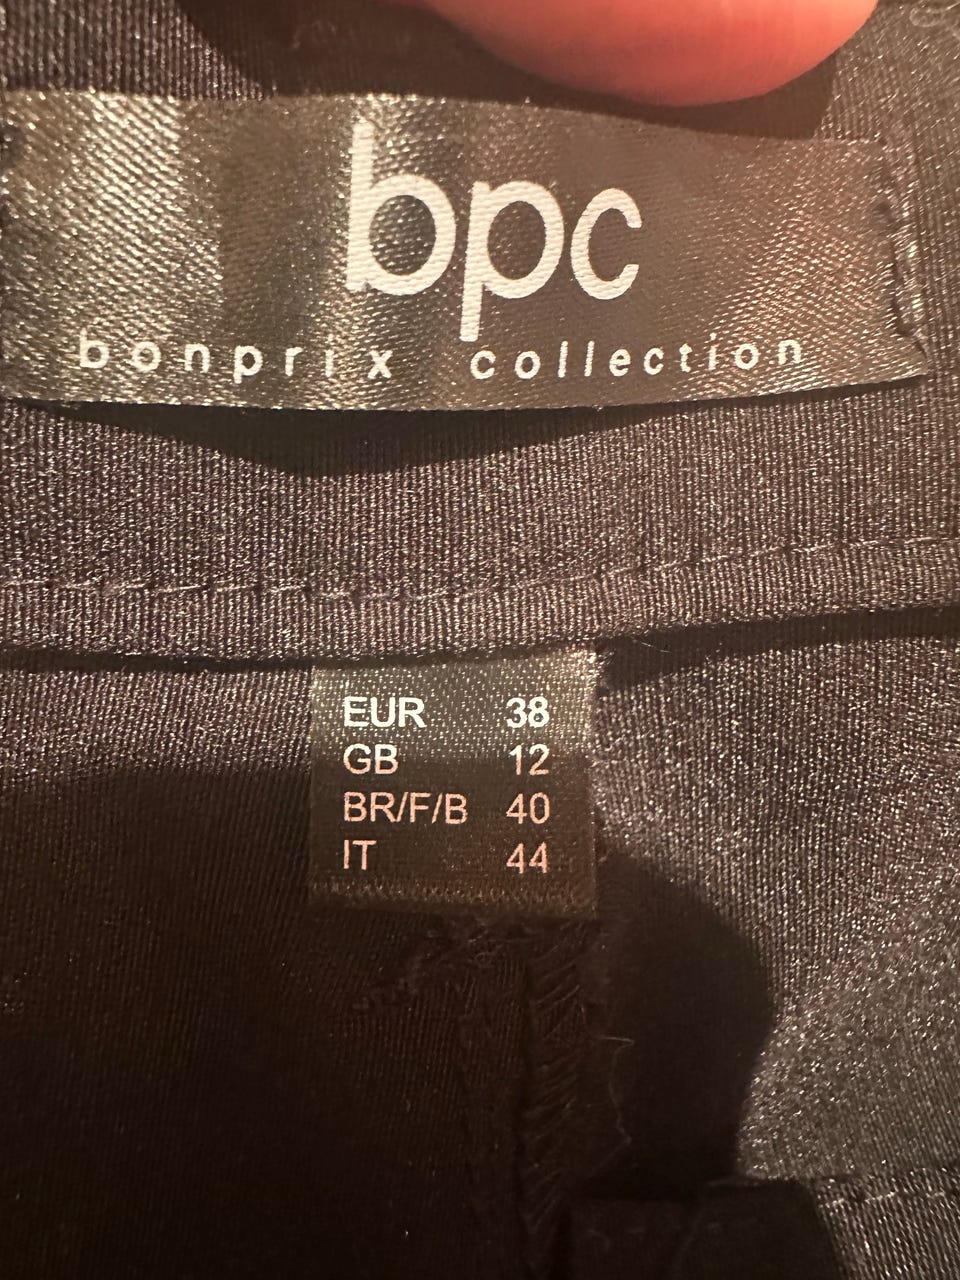 bpc
bonprix collection
EUR 38
GB 12
BR/F/B 40
IT 44